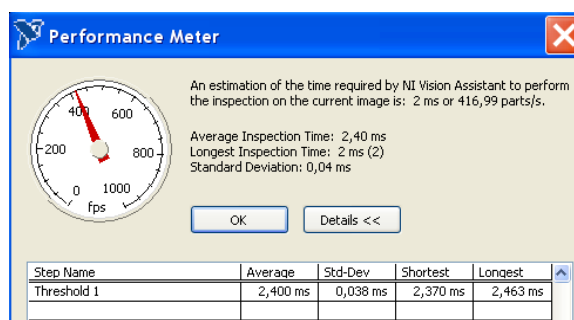 Performance Meter
An estimation of the time required by NI Vision Assistant to perform
the inspection on the current image is: 2 ms or 416,99 parts/s.
Average Inspection Time: 2,40 ms
Longest Inspection Time: 2 ms (2)
Standard Deviation: 0,04 ms
400 600
200 800
0 1000
fps
OK Details <<
Step Name Average Std-Dev Shortest Longest
Threshold 1 2,400 ms 0,038 ms 2,370 ms 2,463 ms